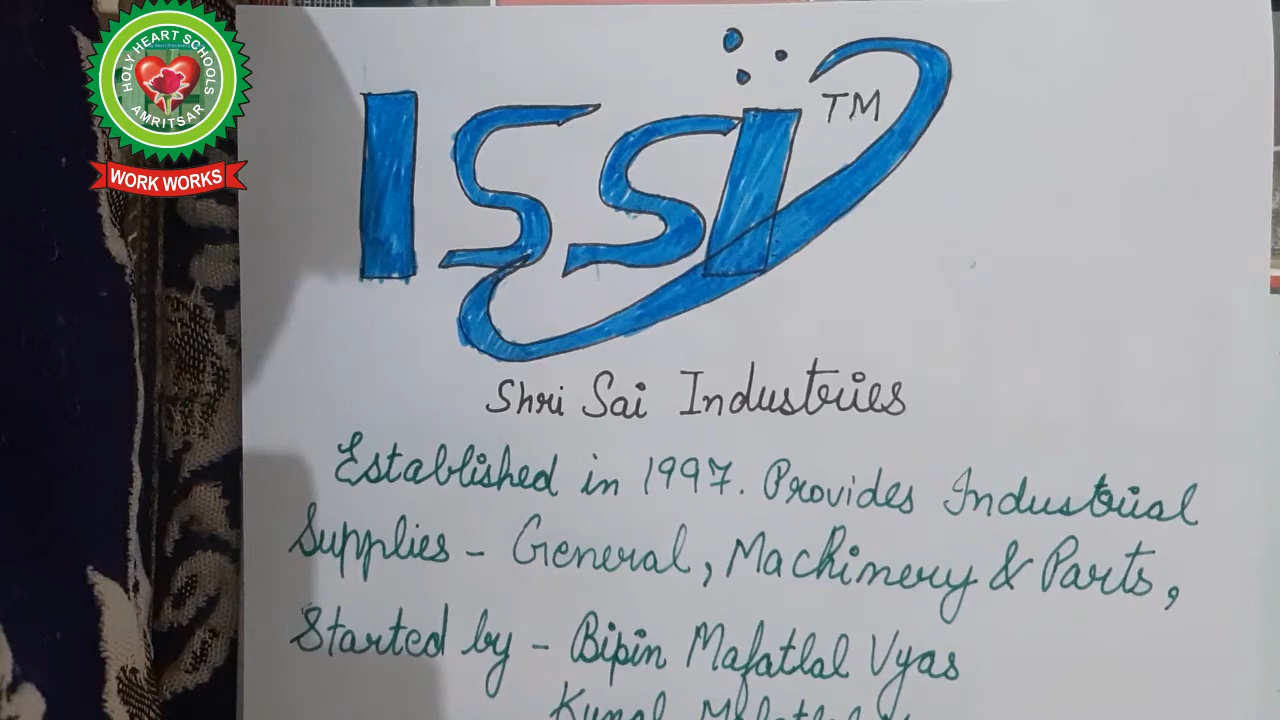 HOLY HEART SCHOOLS
AMRITSAR
WORK WORKS
ISSI
TM
Shri Sai Industries
Established in 1997. Provides Industrial
Supplies - General, Machinery & Parts,
Started by - Bipin Mafatlal Vyas
Kunal